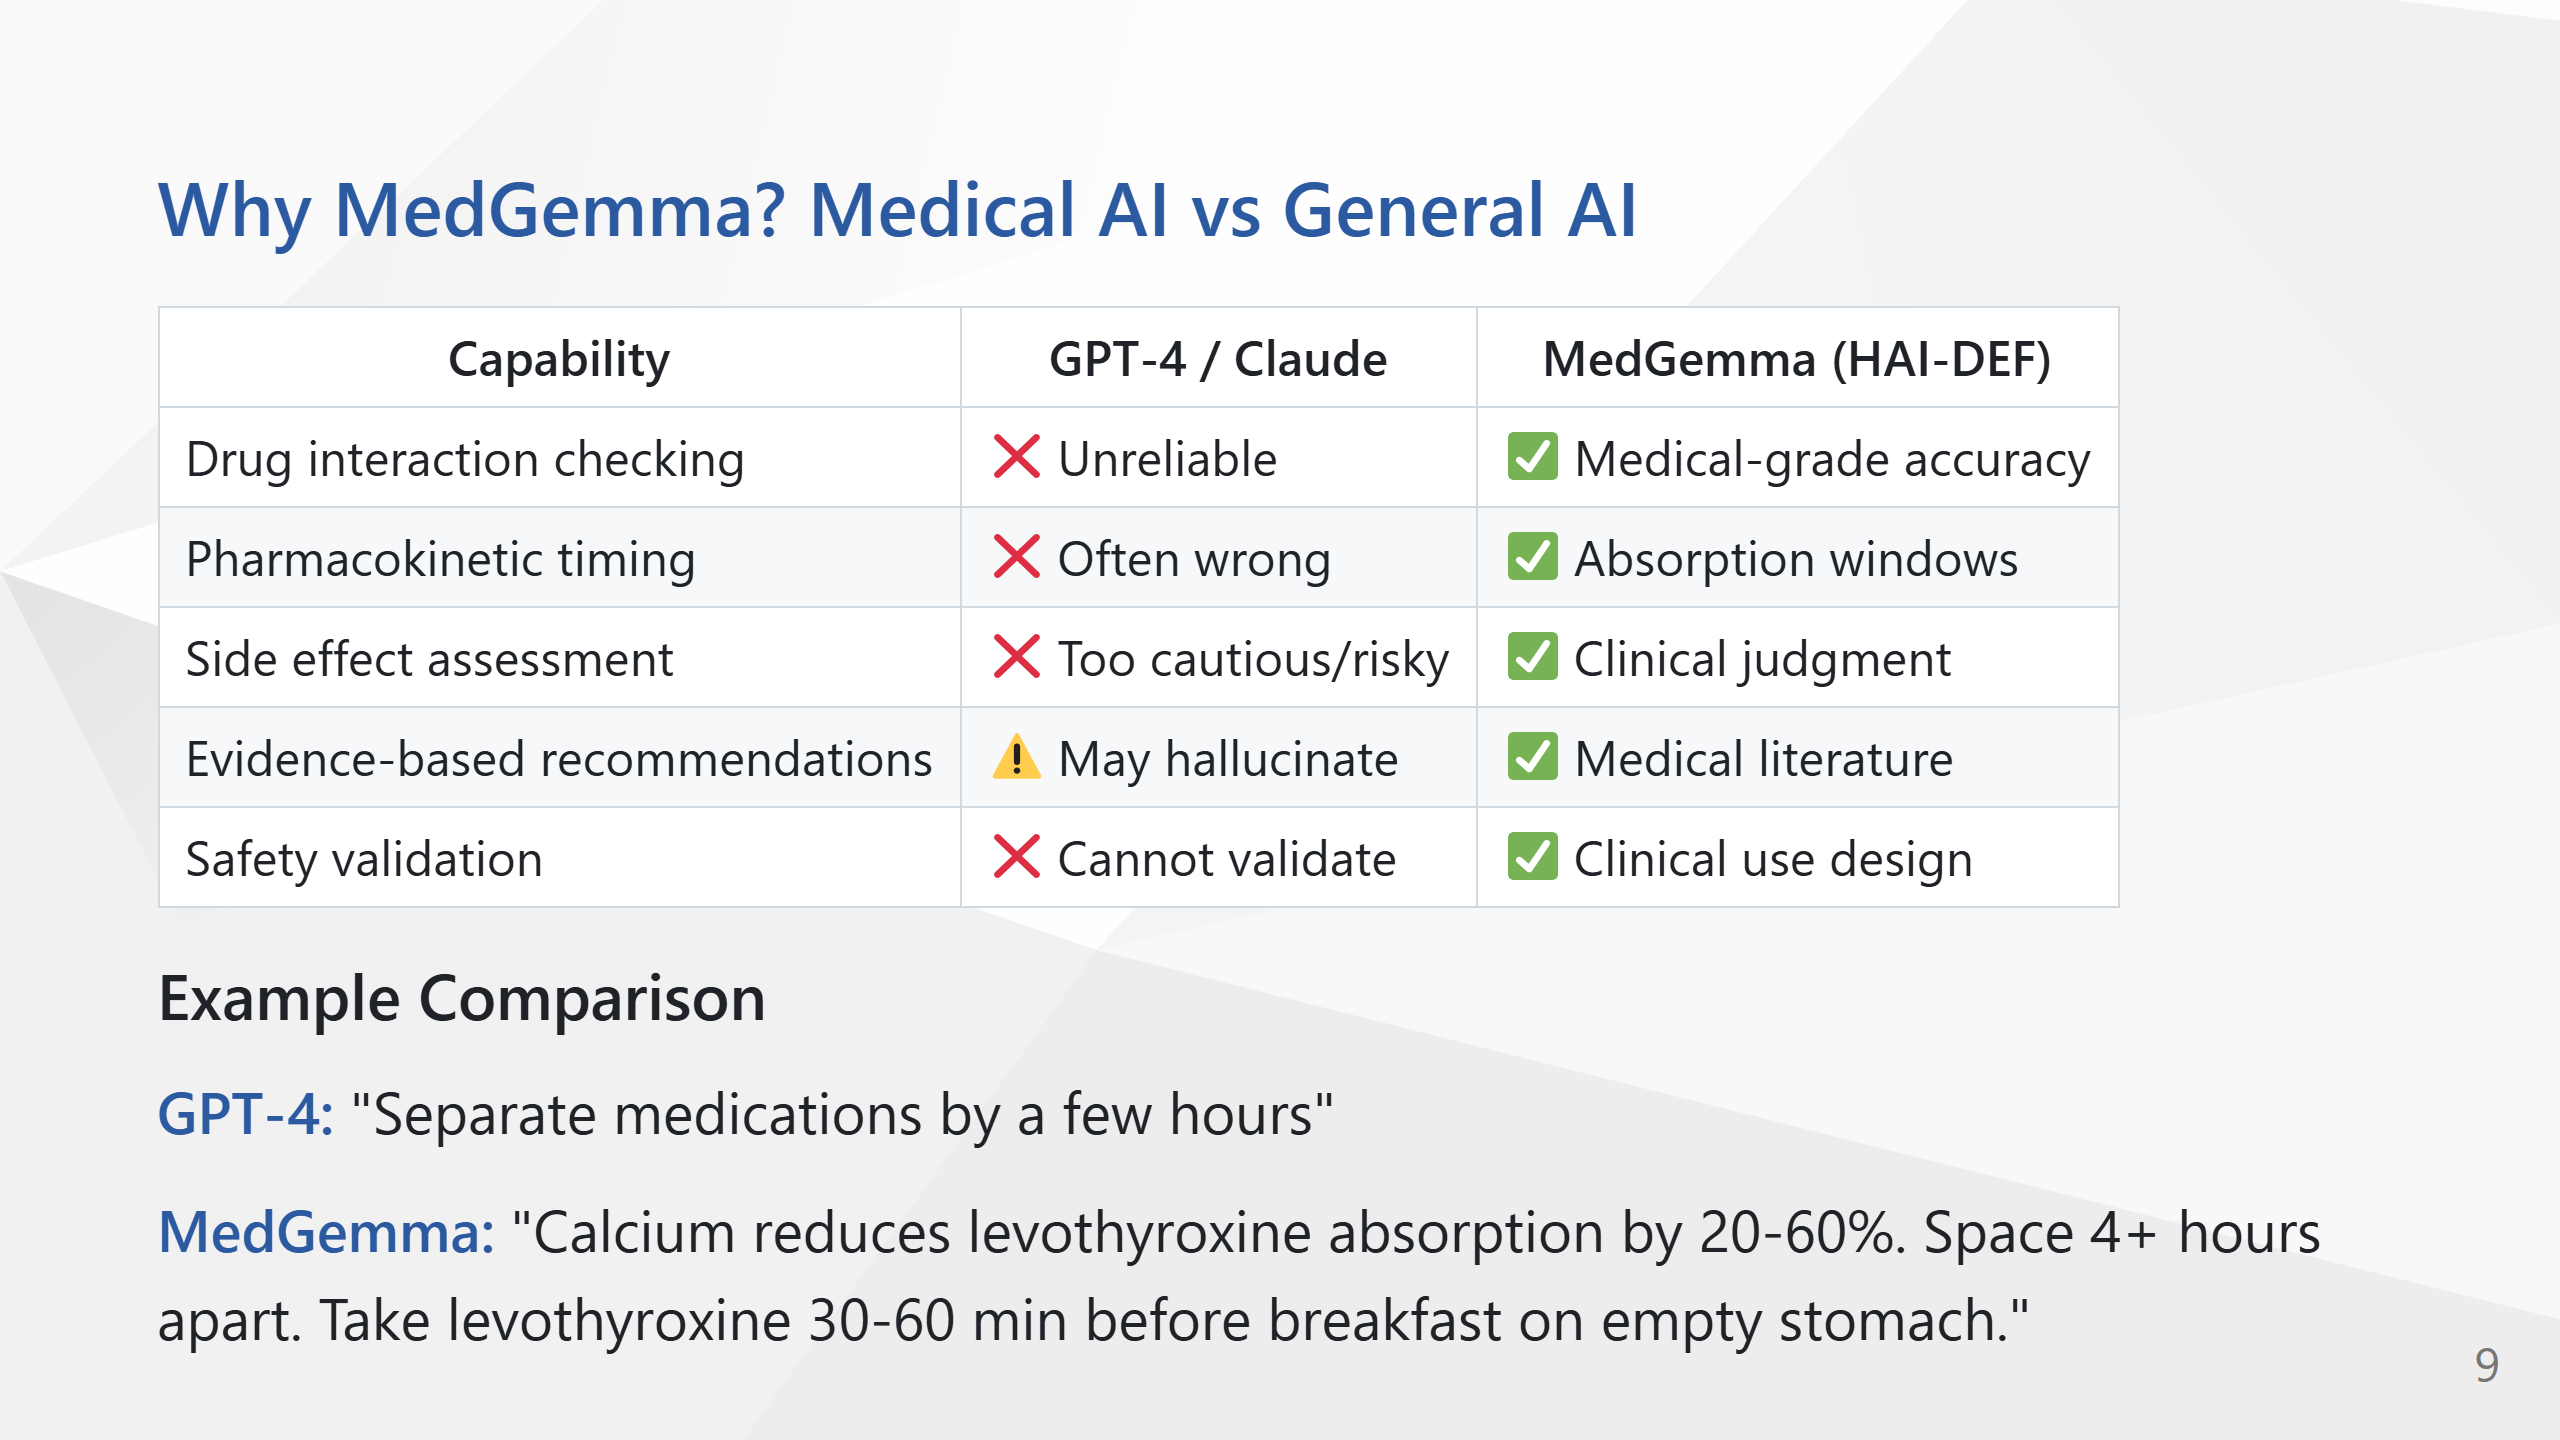 Why MedGemma? Medical AI vs General AI
Capability GPT-4 / Claude MedGemma (HAI-DEF)
Drug interaction checking ❌ Unreliable ✅ Medical-grade accuracy
Pharmacokinetic timing ❌ Often wrong ✅ Absorption windows
Side effect assessment ❌ Too cautious/risky ✅ Clinical judgment
Evidence-based recommendations ⚠️ May hallucinate ✅ Medical literature
Safety validation ❌ Cannot validate ✅ Clinical use design
Example Comparison
GPT-4: "Separate medications by a few hours"
MedGemma: "Calcium reduces levothyroxine absorption by 20-60%. Space 4+ hours
apart. Take levothyroxine 30-60 min before breakfast on empty stomach."
9